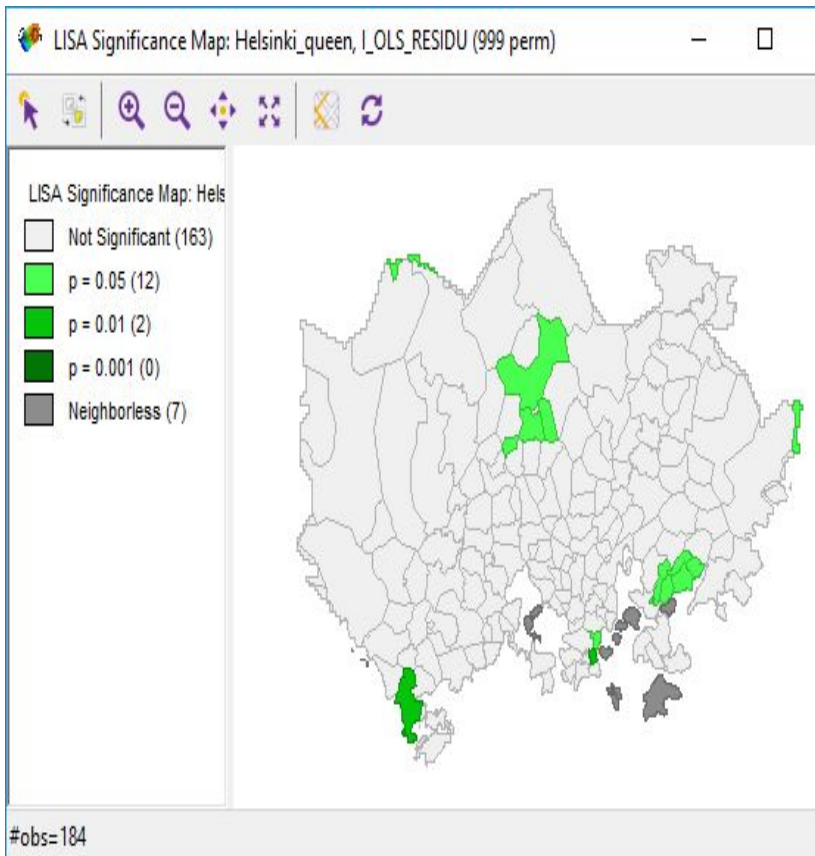 LISA Significance Map: Helsinki_queen, I_OLS_RESIDU (999 perm)
LISA Significance Map: Hels
Not Significant (163)
p = 0.05 (12)
p = 0.01 (2)
p = 0.001 (0)
Neighborless (7)
#obs=184